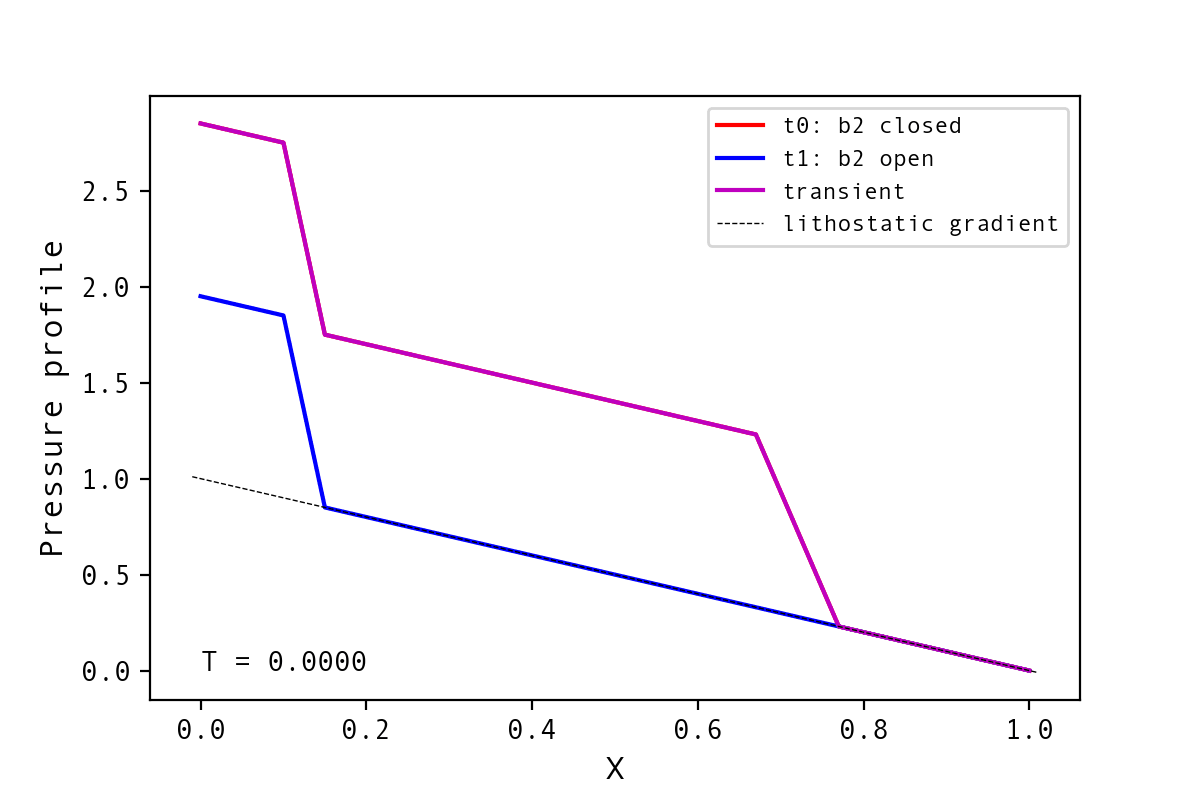 t0: b2 closed
t1: b2 open
transient
lithostatic gradient
Pressure profile
2.5
2.0
1.5
1.0
0.5
0.0
T = 0.0000
0.0 0.2 0.4 0.6 0.8 1.0
X